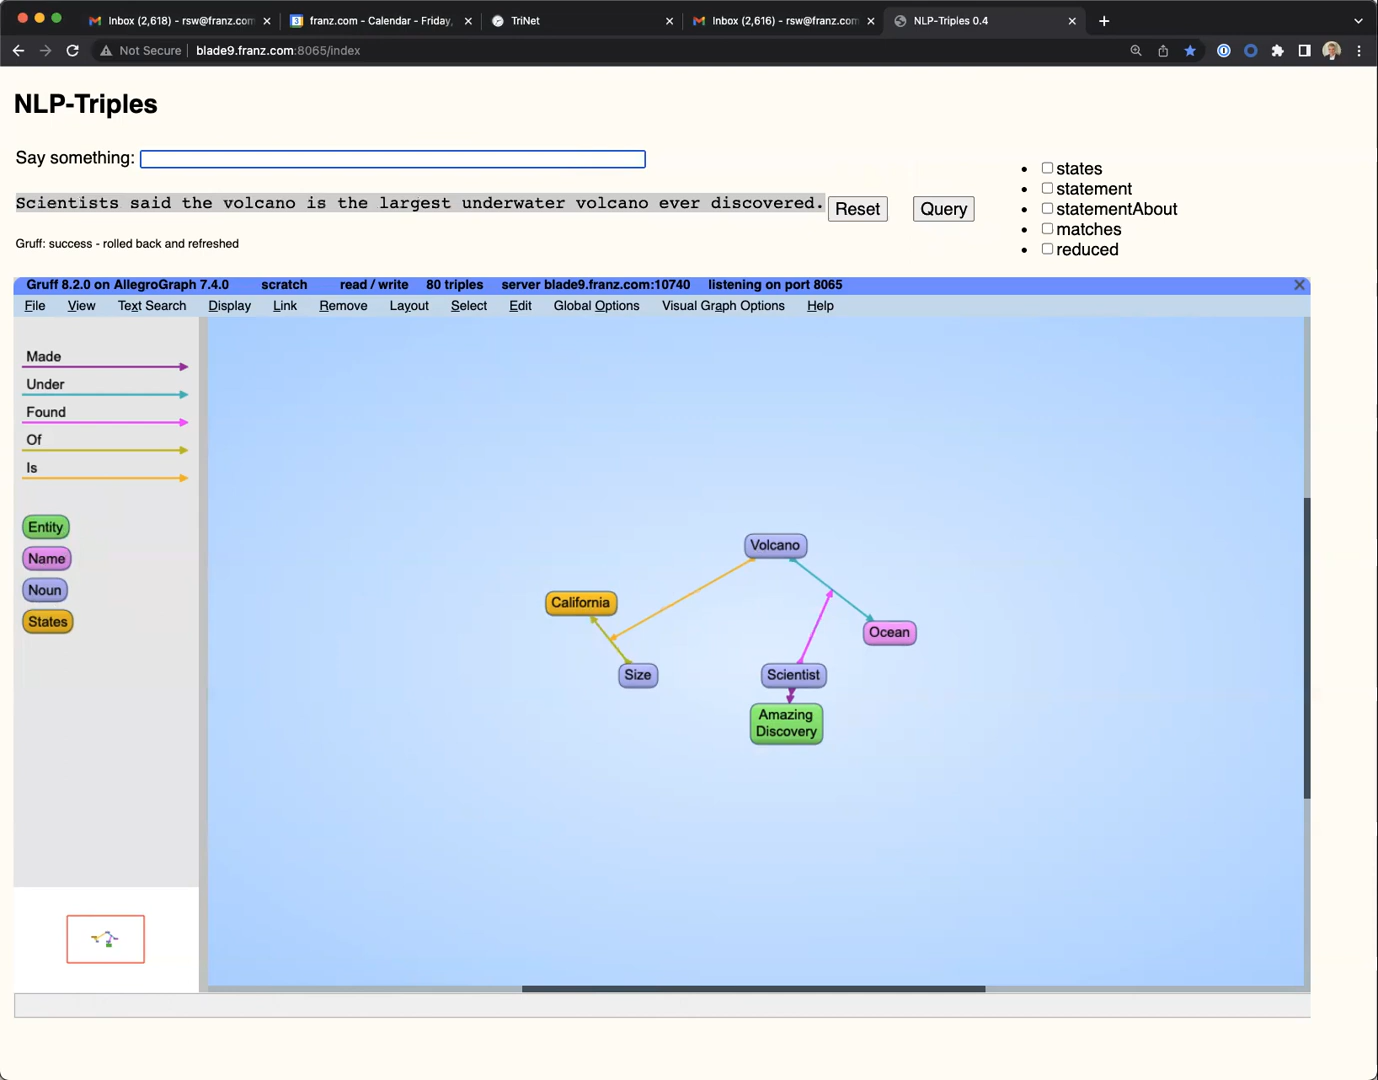 Inbox (2,618) - rsw@franz.com
franz.com - Calendar - Friday,
TriNet
Inbox (2,616) - rsw@franz.com
NLP-Triples 0.4
Not Secure
blade9.franz.com:8065/index
NLP-Triples
Say something:
Scientists said the volcano is the largest underwater volcano ever discovered.
Reset
Query
states
statement
statementAbout
matches
reduced
Gruff: success - rolled back and refreshed
Gruff 8.2.0 on AllegroGraph 7.4.0 scratch read / write 80 triples server blade9.franz.com:10740 listening on port 8065
File View Text Search Display Link Remove Layout Select Edit Global Options Visual Graph Options Help
Made
Under
Found
Of
Is
Entity
Name
Noun
States
Volcano
California
Ocean
Size
Scientist
Amazing
Discovery